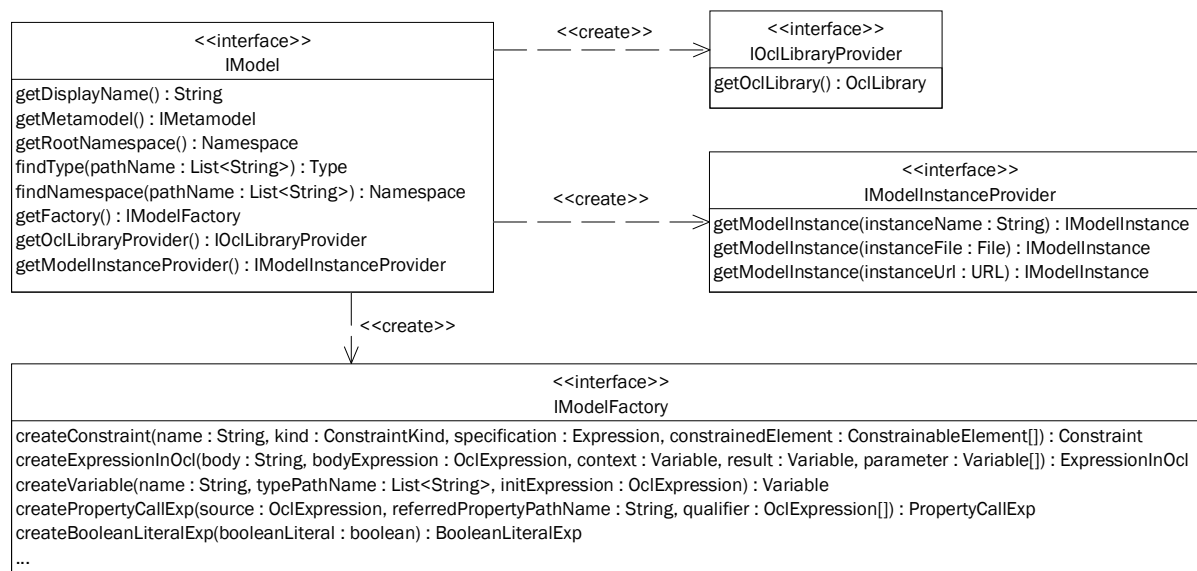 <<interface>>
IModel
getDisplayName() : String
getMetamodel() : IMetamodel
getRootNamespace() : Namespace
findType(pathName : List<String>) : Type
findNamespace(pathName : List<String>) : Namespace
getFactory() : IModelFactory
getOclLibraryProvider() : IOclLibraryProvider
getModelInstanceProvider() : IModelInstanceProvider
<<create>>
<<interface>>
IOclLibraryProvider
getOclLibrary() : OclLibrary
<<create>>
<<interface>>
IModelInstanceProvider
getModelInstance(instanceName : String) : IModelInstance
getModelInstance(instanceFile : File) : IModelInstance
getModelInstance(instanceUrl : URL) : IModelInstance
<<create>>
<<interface>>
IModelFactory
createConstraint(name : String, kind : ConstraintKind, specification : Expression, constrainedElement : ConstrainableElement[]) : Constraint
createExpressionInOcl(body : String, bodyExpression : OclExpression, context : Variable, result : Variable, parameter : Variable[]) : ExpressionInOcl
createVariable(name : String, typePathName : List<String>, initExpression : OclExpression) : Variable
createPropertyCallExp(source : OclExpression, referredPropertyPathName : String, qualifier : OclExpression[]) : PropertyCallExp
createBooleanLiteralExp(booleanLiteral : boolean) : BooleanLiteralExp
...